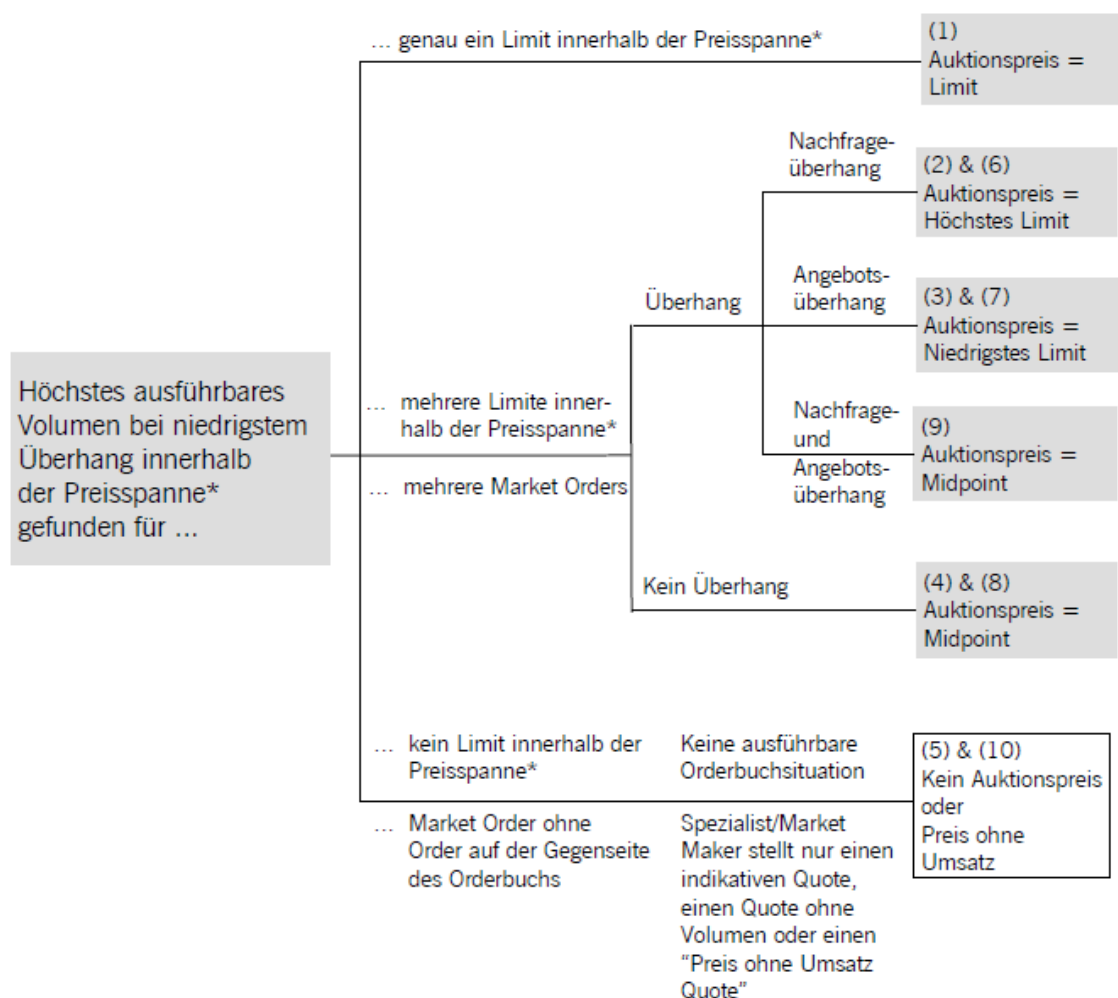 ... genau ein Limit innerhalb der Preisspanne*
(1)
Auktionspreis =
Limit
Nachfrage-
überhang
(2) & (6)
Auktionspreis =
Höchstes Limit
Überhang
Angebots-
überhang
(3) & (7)
Auktionspreis =
Niedrigstes Limit
Höchstes ausführbares
Volumen bei niedrigstem
Überhang innerhalb
der Preisspanne*
gefunden für ...
... mehrere Limite inner-
halb der Preisspanne*
... mehrere Market Orders
Nachfrage-
und
Angebots-
überhang
(9)
Auktionspreis =
Midpoint
Kein Überhang
(4) & (8)
Auktionspreis =
Midpoint
... kein Limit innerhalb der
Preisspanne*
Keine ausführbare
Orderbuchsituation
... Market Order ohne
Order auf der Gegenseite
des Orderbuchs
Spezialist/Market
Maker stellt nur einen
indikativen Quote,
einen Quote ohne
Volumen oder einen
"Preis ohne Umsatz
Quote"
(5) & (10)
Kein Auktionspreis
oder
Preis ohne
Umsatz